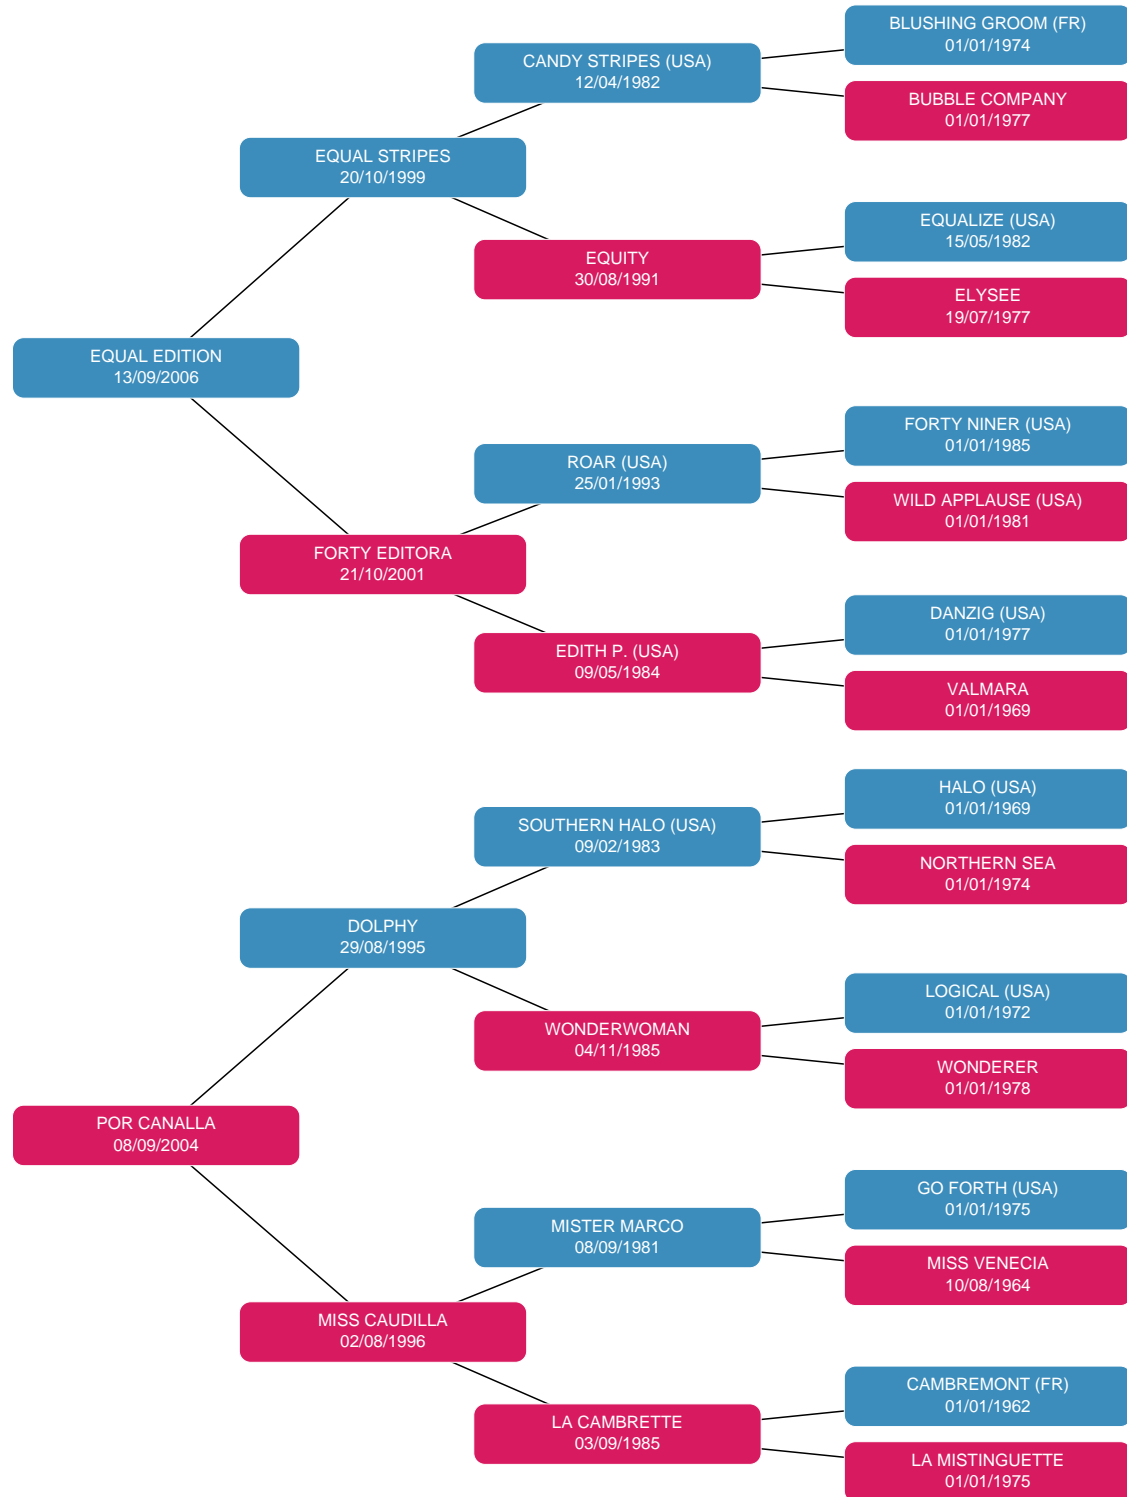 BLUSHING GROOM (FR)
01/01/1974
CANDY STRIPES (USA)
12/04/1982
BUBBLE COMPANY
01/01/1977
EQUAL STRIPES
20/10/1999
EQUALIZE (USA)
15/05/1982
EQUITY
30/08/1991
ELYSEE
19/07/1977
EQUAL EDITION
13/09/2006
FORTY NINER (USA)
01/01/1985
ROAR (USA)
25/01/1993
WILD APPLAUSE (USA)
01/01/1981
FORTY EDITORA
21/10/2001
DANZIG (USA)
01/01/1977
EDITH P. (USA)
09/05/1984
VALMARA
01/01/1969
HALO (USA)
01/01/1969
SOUTHERN HALO (USA)
09/02/1983
NORTHERN SEA
01/01/1974
DOLPHY
29/08/1995
LOGICAL (USA)
01/01/1972
WONDERWOMAN
04/11/1985
WONDERER
01/01/1978
POR CANALLA
08/09/2004
GO FORTH (USA)
01/01/1975
MISTER MARCO
08/09/1981
MISS VENECIA
10/08/1964
MISS CAUDILLA
02/08/1996
CAMBREMONT (FR)
01/01/1962
LA CAMBRETTE
03/09/1985
LA MISTINGUETTE
01/01/1975